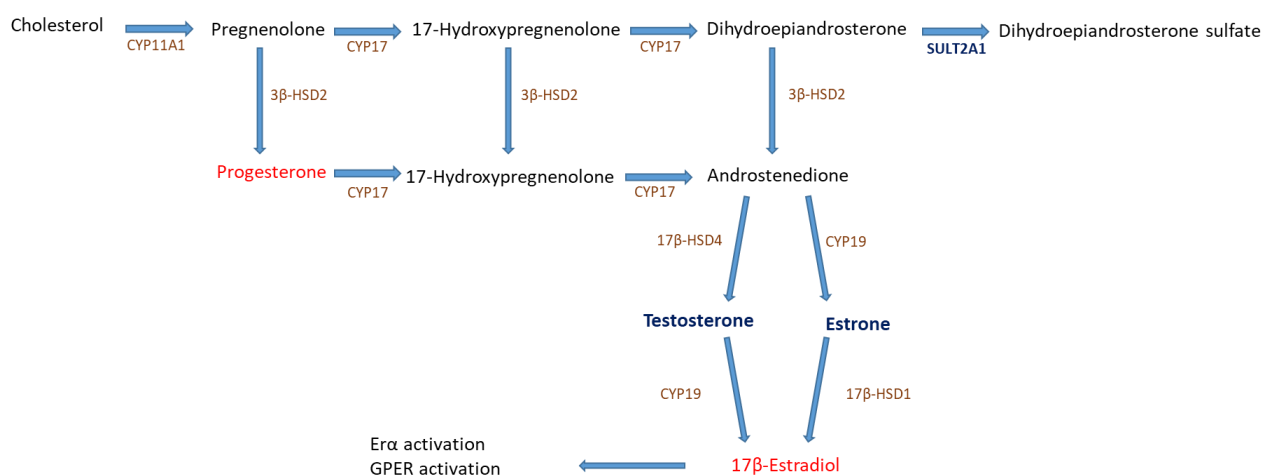 Cholesterol
CYP11A1
Pregnenolone
CYP17
17-Hydroxypregnenolone
CYP17
Dihydroepiandrosterone
SULT2A1
Dihydroepiandrosterone sulfate
3β-HSD2
3β-HSD2
3β-HSD2
Progesterone
CYP17
17-Hydroxypregnenolone
CYP17
Androstenedione
17β-HSD4
CYP19
Testosterone
Estrone
CYP19
17β-HSD1
Erα activation
GPER activation
17β-Estradiol